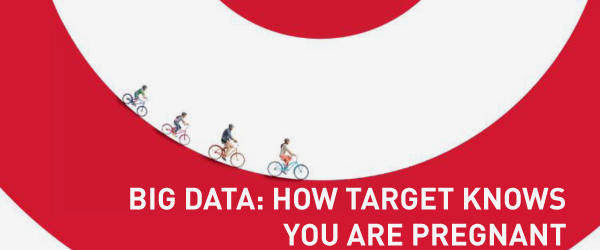 BIG DATA: HOW TARGET KNOWS
YOU ARE PREGNANT